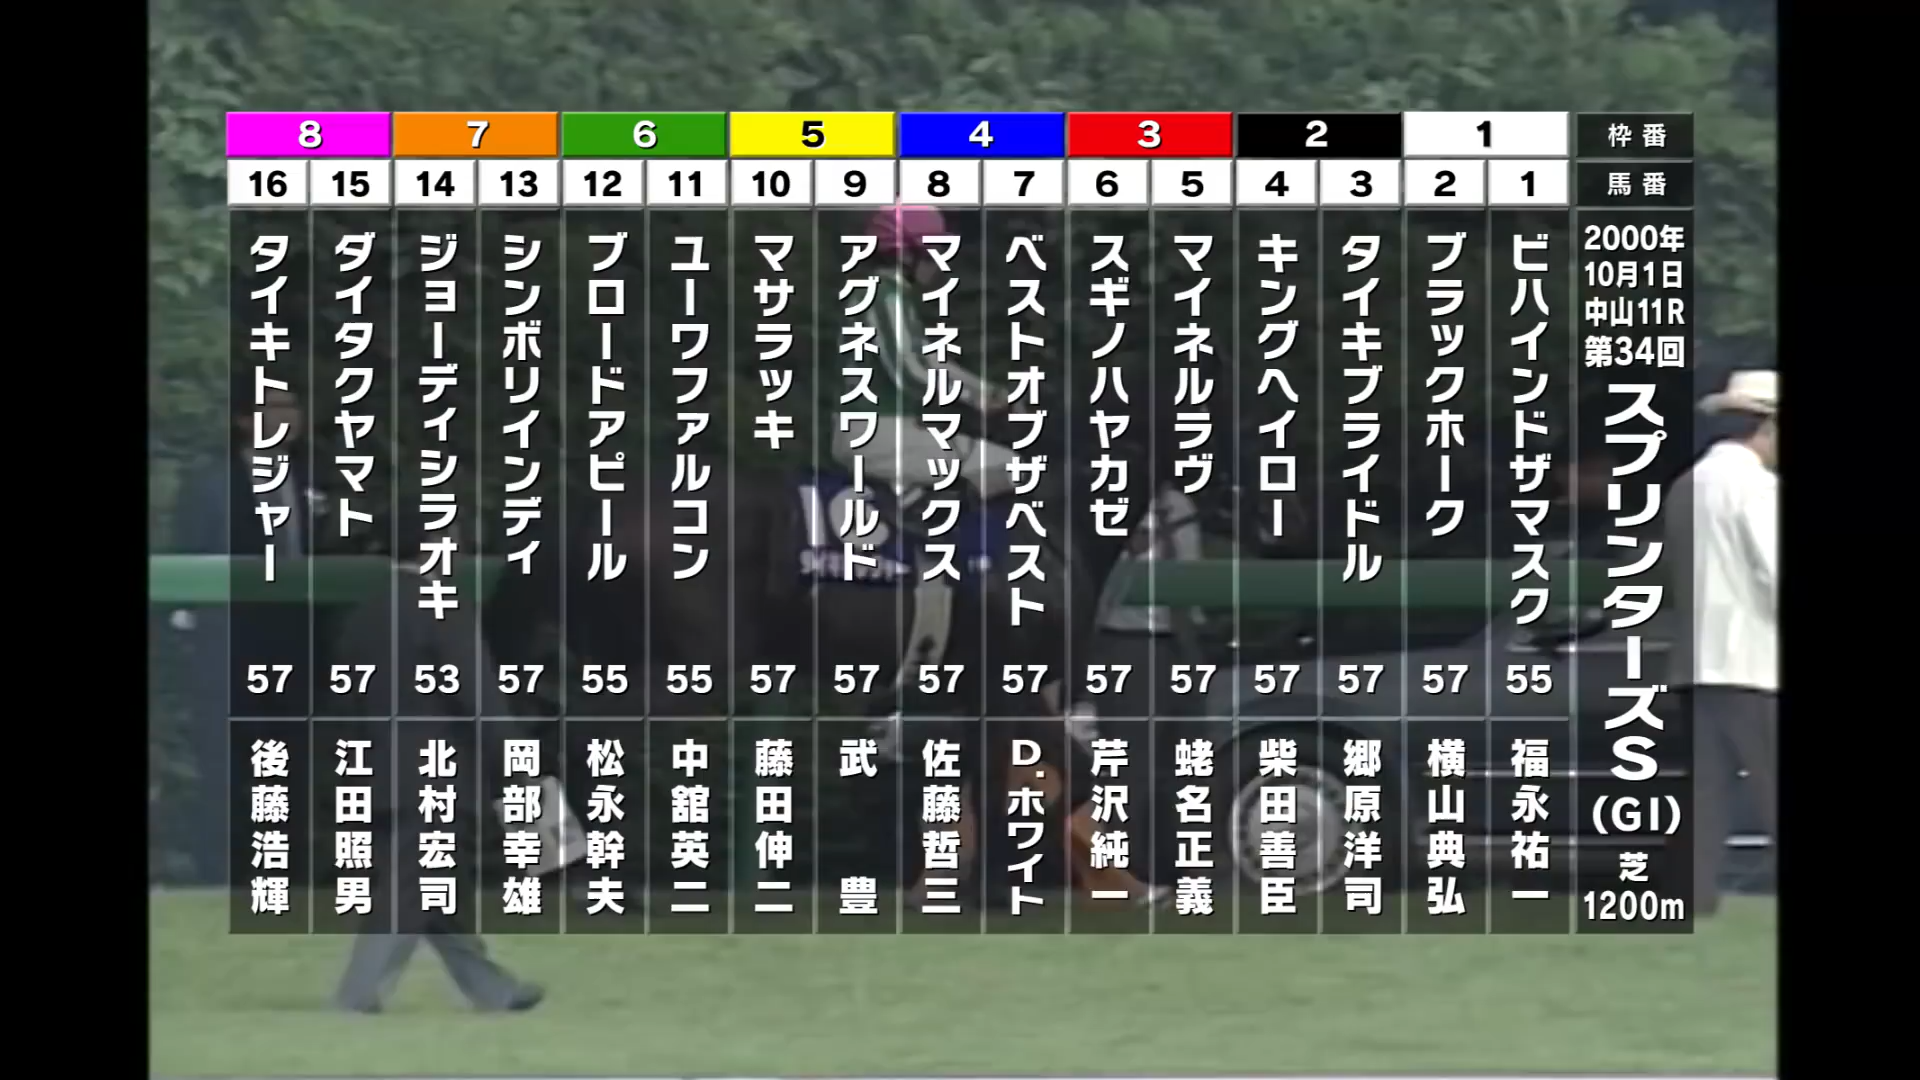 枠番
馬番
2000年
10月1日
中山11R
第34回
スプリンターズS
(GI)
芝
1200m
1
1
ビハインドザマスク
55
福永祐一
2
ブラックホーク
57
横山典弘
2
3
タイキブライドル
57
郷原洋司
4
キングヘイロー
57
柴田善臣
3
5
マイネルラヴ
57
蛯名正義
6
スギノハヤカゼ
57
芹沢純一
4
7
ベストオブザベスト
57
D.ホワイト
8
マイネルマックス
57
佐藤哲三
5
9
アグネスワールド
57
武豊
10
マサラッキ
57
藤田伸二
6
11
ユーワファルコン
55
中舘英二
12
ブロードアピール
55
松永幹夫
7
13
シンボリインディ
57
岡部幸雄
14
ジョーディシラオキ
53
北村宏司
8
15
ダイタクヤマト
57
江田照男
16
タイキトレジャー
57
後藤浩輝
16